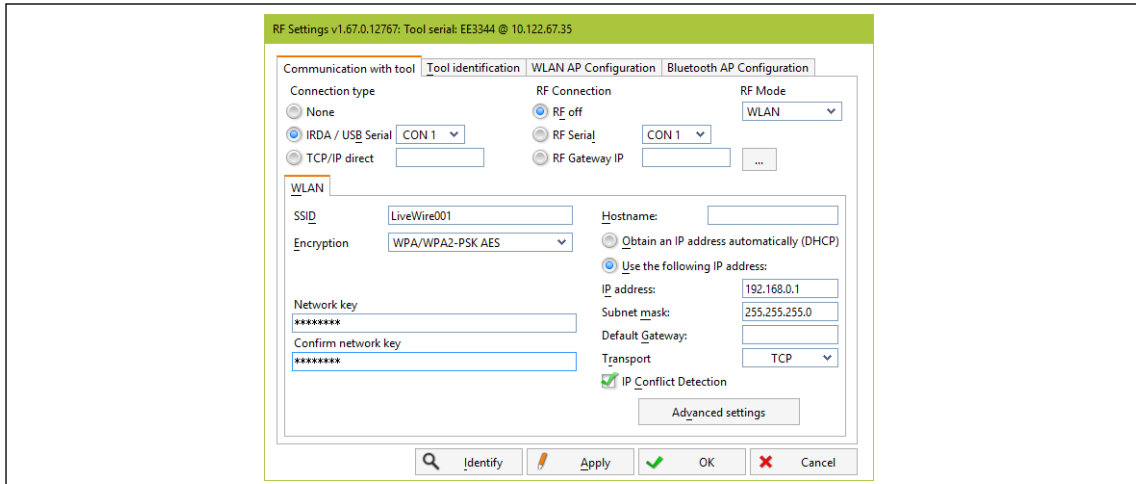 RF Settings v1.67.0.12767: Tool serial: EE3344 @ 10.122.67.35
Communication with tool Tool identification WLAN AP Configuration Bluetooth AP Configuration
Connection type RF Connection RF Mode
None RF off WLAN
IRDA / USB Serial CON 1 RF Serial CON 1
TCP/IP direct RF Gateway IP ...
WLAN
SSID LiveWire001 Hostname:
Encryption WPA/WPA2-PSK AES Obtain an IP address automatically (DHCP)
Use the following IP address:
IP address: 192.168.0.1
Network key Subnet mask: 255.255.255.0
******** Default Gateway:
Confirm network key
******** Transport TCP
IP Conflict Detection
Advanced settings
Identify Apply OK Cancel